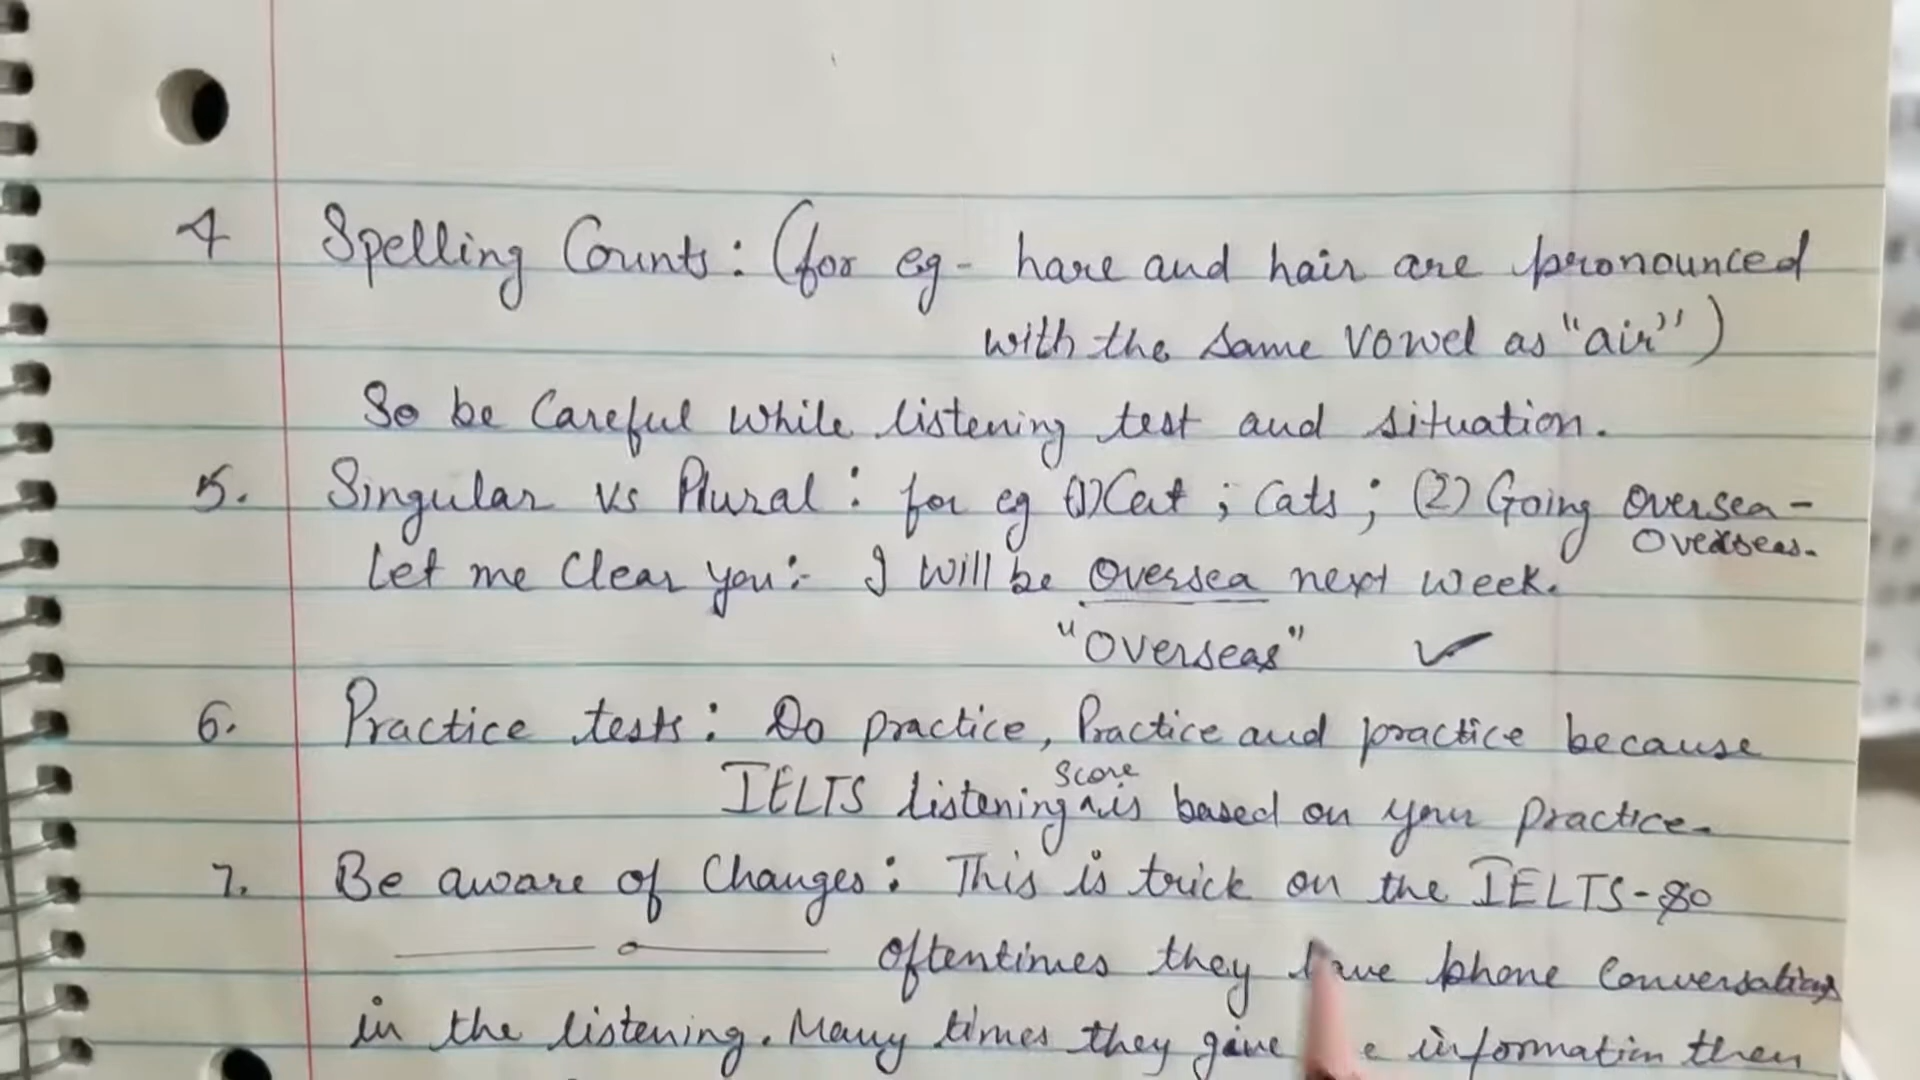 4 Spelling Counts: (for eg - hare and hair are pronounced
with the same vowel as "air")
So be Careful while listening test and situation.
5. Singular vs Plural: for eg (1) Cat; Cats; (2) Going oversea -
overseas.
Let me Clear you:- I will be oversea next week.
"Overseas" ✓
6. Practice tests: Do practice, Practice and practice because
IELTS listening score is based on your practice.
7. Be aware of Changes: This is trick on the IELTS - So
oftentimes they have phone Conversations
in the listening. Many times they give information then